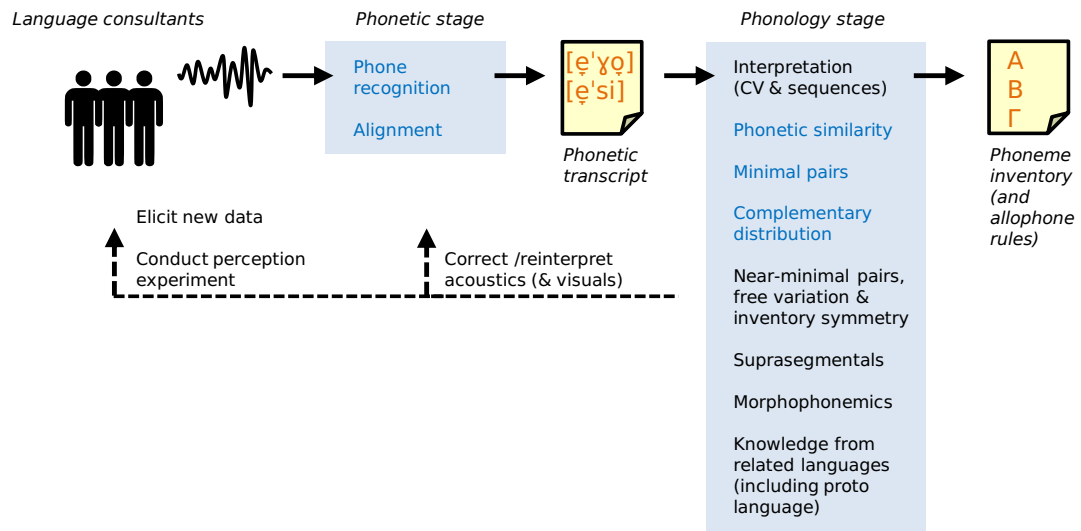 Language consultants
Phonetic stage
Phonology stage
Phone
recognition
Alignment
[e̞ˈɣo̞]
[e̞ˈsi]
Phonetic
transcript
Interpretation
(CV & sequences)
Phonetic similarity
Minimal pairs
Complementary
distribution
Near-minimal pairs,
free variation &
inventory symmetry
Suprasegmentals
Morphophonemics
Knowledge from
related languages
(including proto
language)
Α
Β
Γ
Phoneme
inventory
(and
allophone
rules)
Elicit new data
Conduct perception
experiment
Correct /reinterpret
acoustics (& visuals)